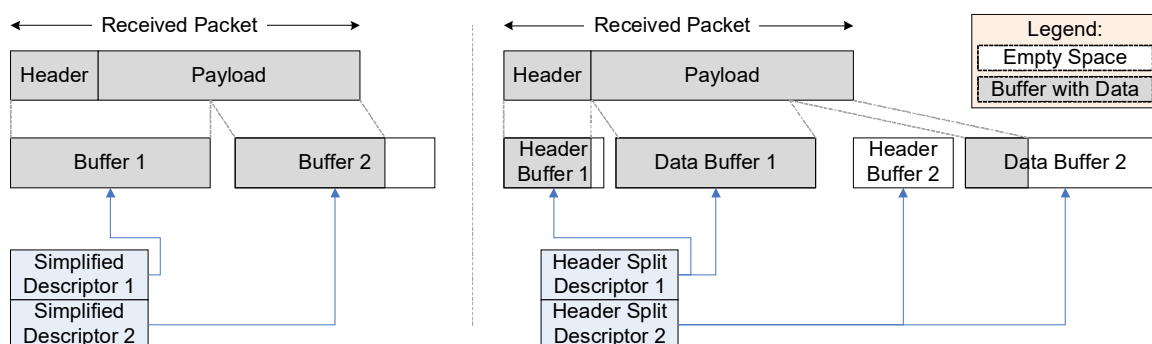 Received Packet
Header
Payload
Buffer 1
Buffer 2
Simplified
Descriptor 1
Simplified
Descriptor 2
Received Packet
Header
Payload
Header
Buffer 1
Data Buffer 1
Header
Buffer 2
Data Buffer 2
Header Split
Descriptor 1
Header Split
Descriptor 2
Legend:
Empty Space
Buffer with Data